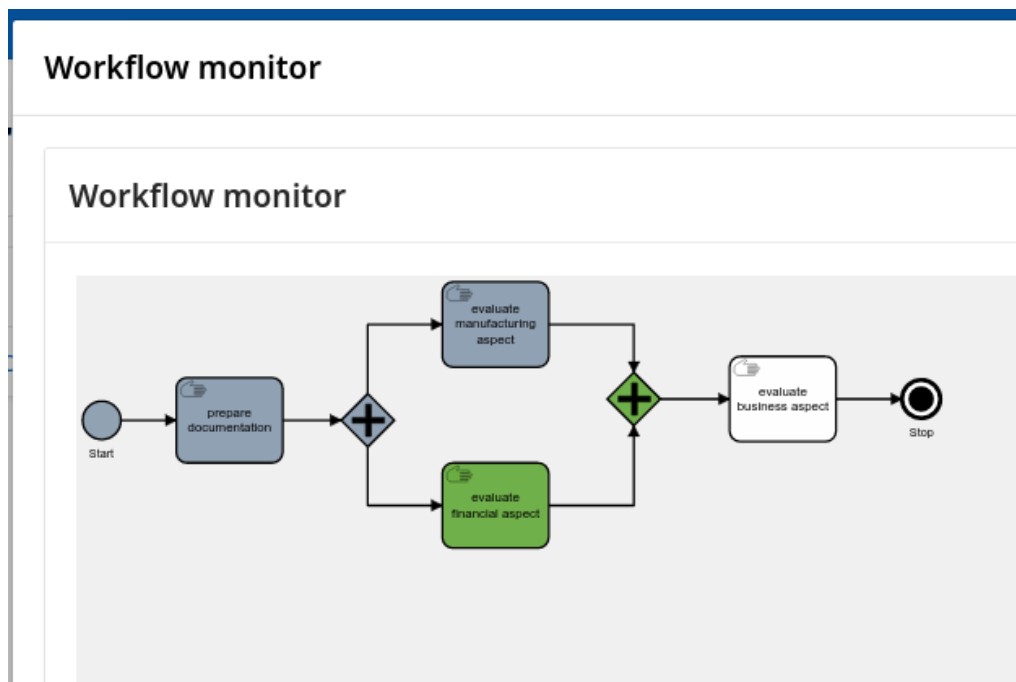 Workflow monitor
Workflow monitor
Start
prepare
documentation
evaluate
manufacturing
aspect
evaluate
financial aspect
evaluate
business aspect
Stop